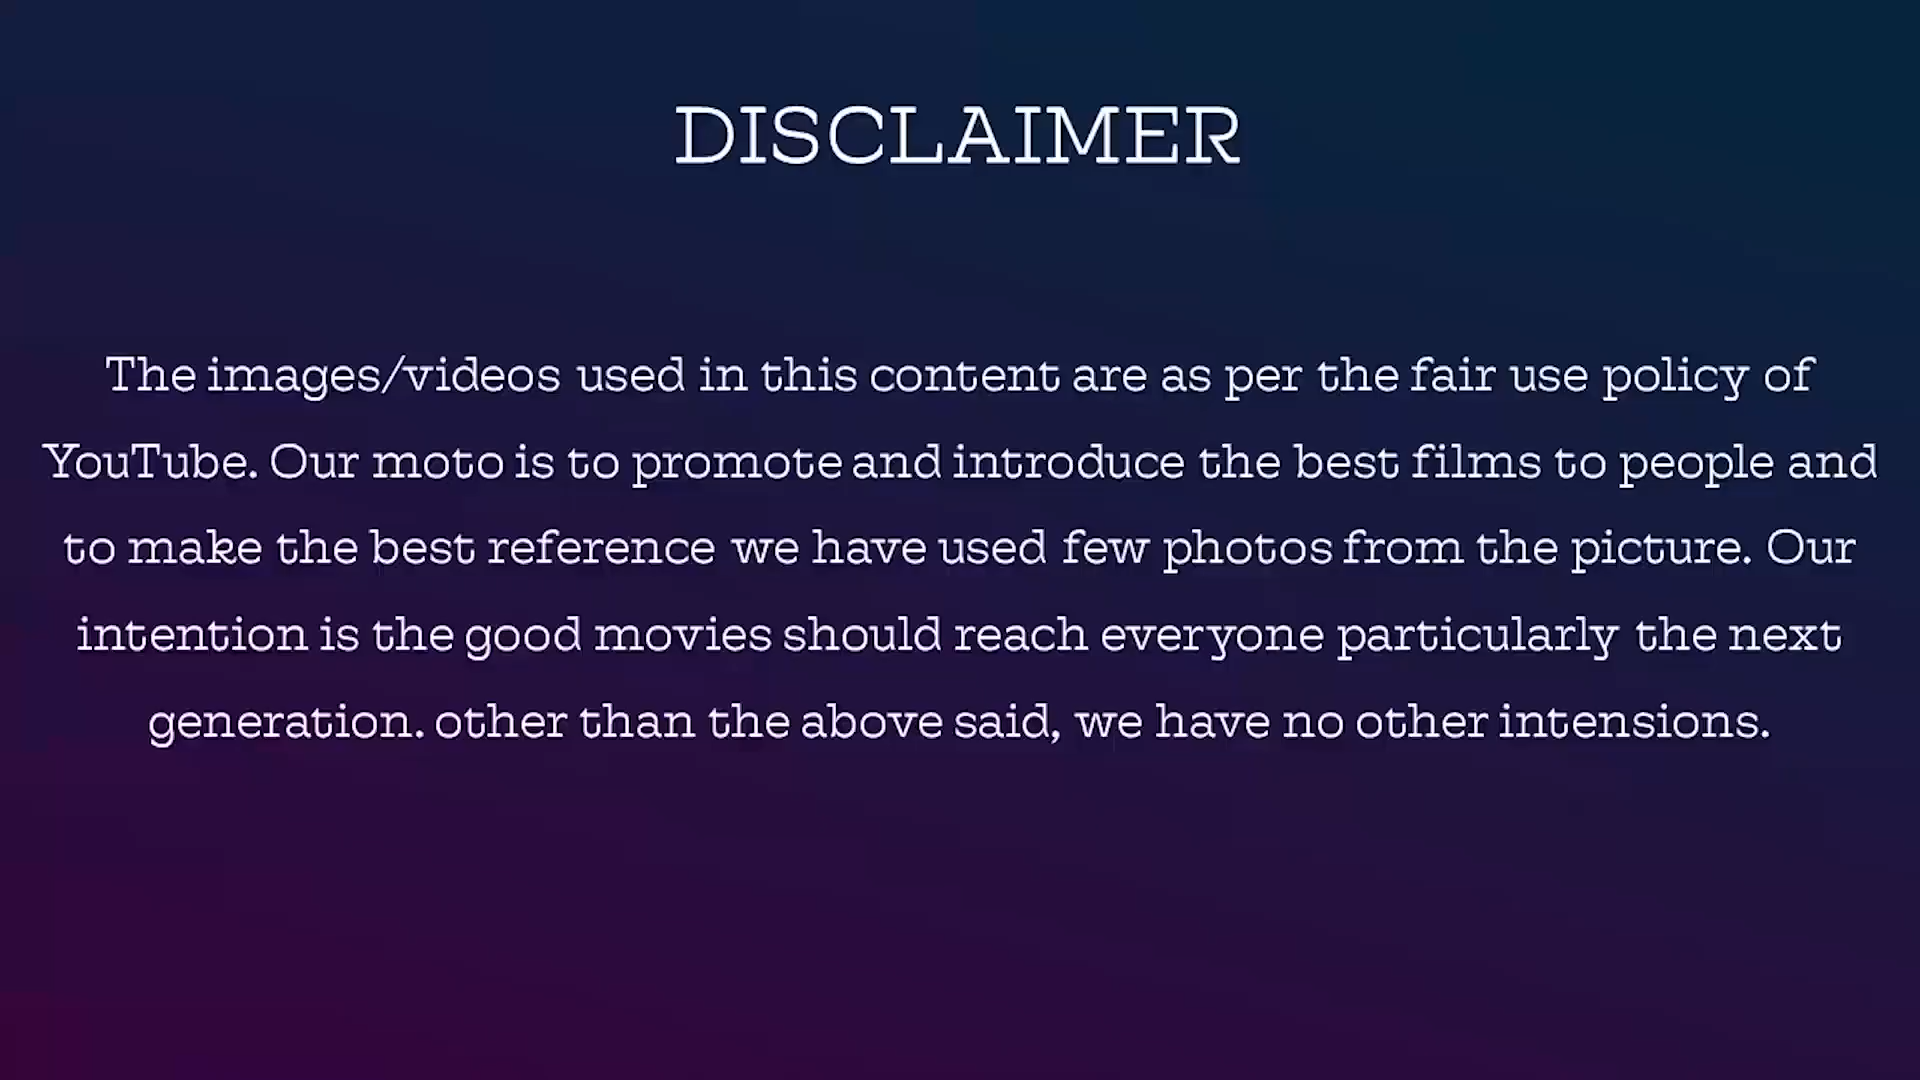 DISCLAIMER
The images/videos used in this content are as per the fair use policy of
YouTube. Our moto is to promote and introduce the best films to people and
to make the best reference we have used few photos from the picture. Our
intention is the good movies should reach everyone particularly the next
generation. other than the above said, we have no other intensions.